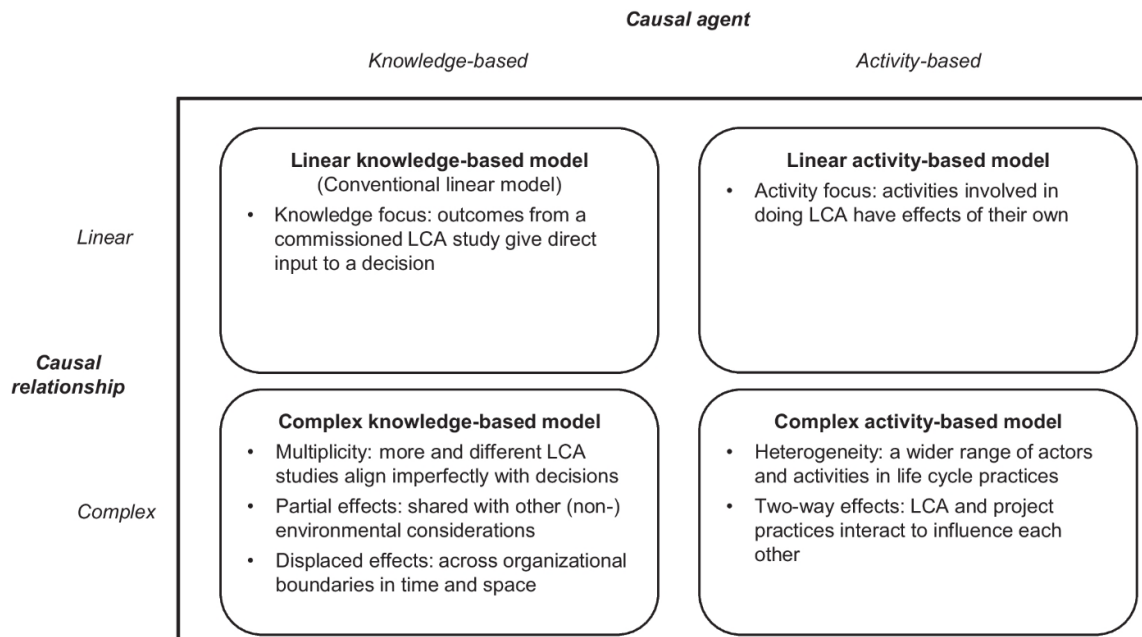 Causal agent
Knowledge-based
Activity-based
Linear knowledge-based model
(Conventional linear model)
• Knowledge focus: outcomes from a
commissioned LCA study give direct
input to a decision
Linear activity-based model
• Activity focus: activities involved in
doing LCA have effects of their own
Linear
Causal
relationship
Complex knowledge-based model
• Multiplicity: more and different LCA
studies align imperfectly with decisions
• Partial effects: shared with other (non-)
environmental considerations
• Displaced effects: across organizational
boundaries in time and space
Complex activity-based model
• Heterogeneity: a wider range of actors
and activities in life cycle practices
• Two-way effects: LCA and project
practices interact to influence each
other
Complex